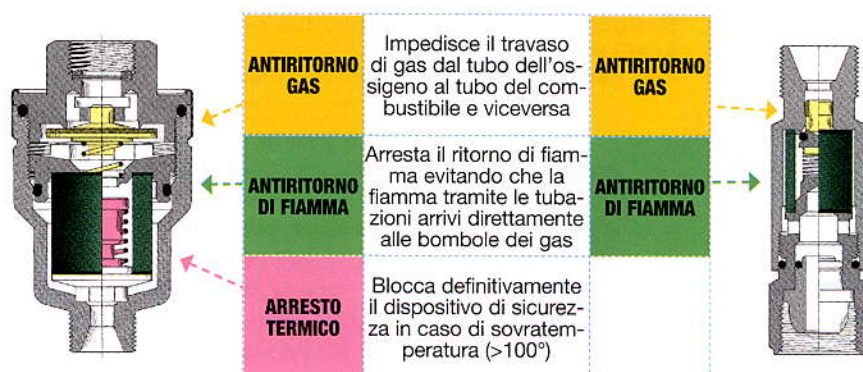 ANTIRITORNO
GAS
Impedisce il travaso
di gas dal tubo dell'os-
sigeno al tubo del com-
bustibile e viceversa
ANTIRITORNO
GAS
ANTIRITORNO
DI FIAMMA
Arresta il ritorno di fiam-
ma evitando che la
fiamma tramite le tuba-
zioni arrivi direttamente
alle bombole dei gas
ANTIRITORNO
DI FIAMMA
ARRESTO
TERMICO
Blocca definitivamente
il dispositivo di sicurez-
za in caso di sovratem-
peratura (>100°)